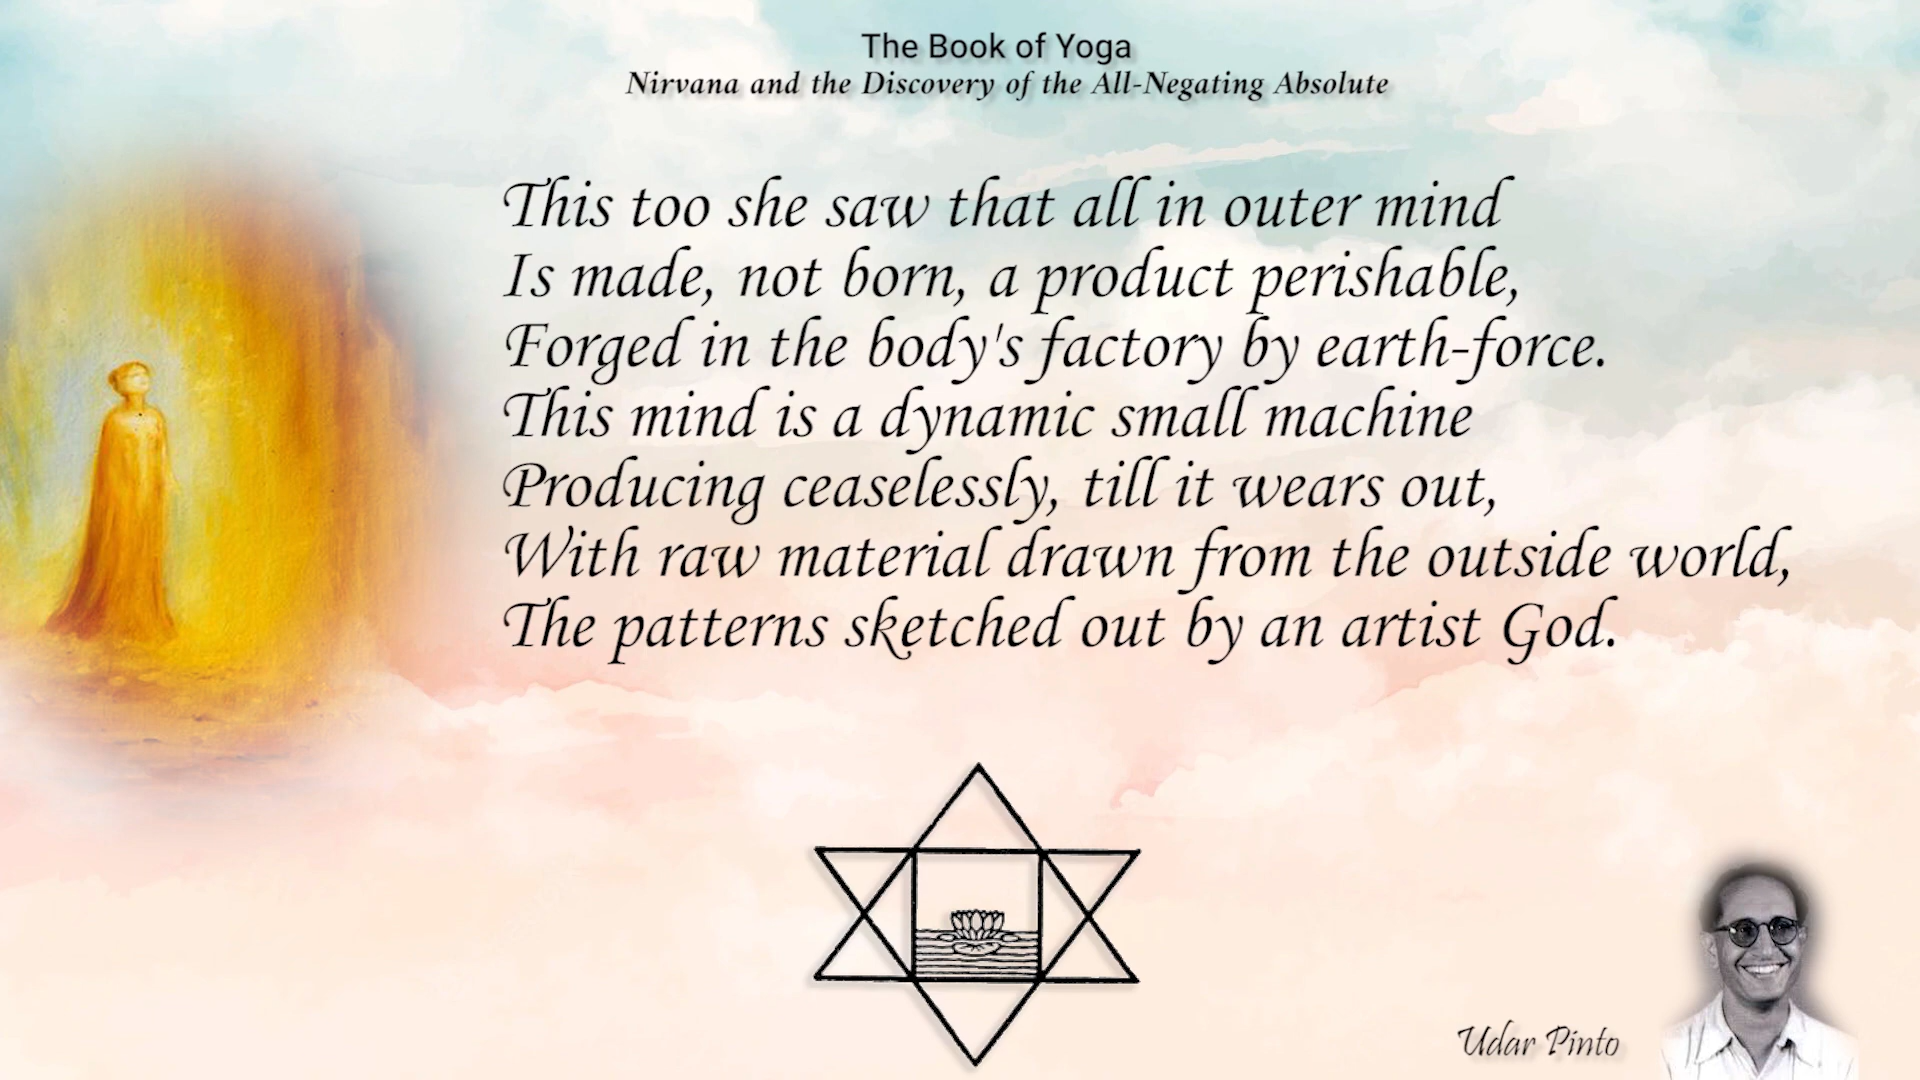 The Book of Yoga
Nirvana and the Discovery of the All-Negating Absolute
This too she saw that all in outer mind
Is made, not born, a product perishable,
Forged in the body's factory by earth-force.
This mind is a dynamic small machine
Producing ceaselessly, till it wears out,
With raw material drawn from the outside world,
The patterns sketched out by an artist God.
Udar Pinto